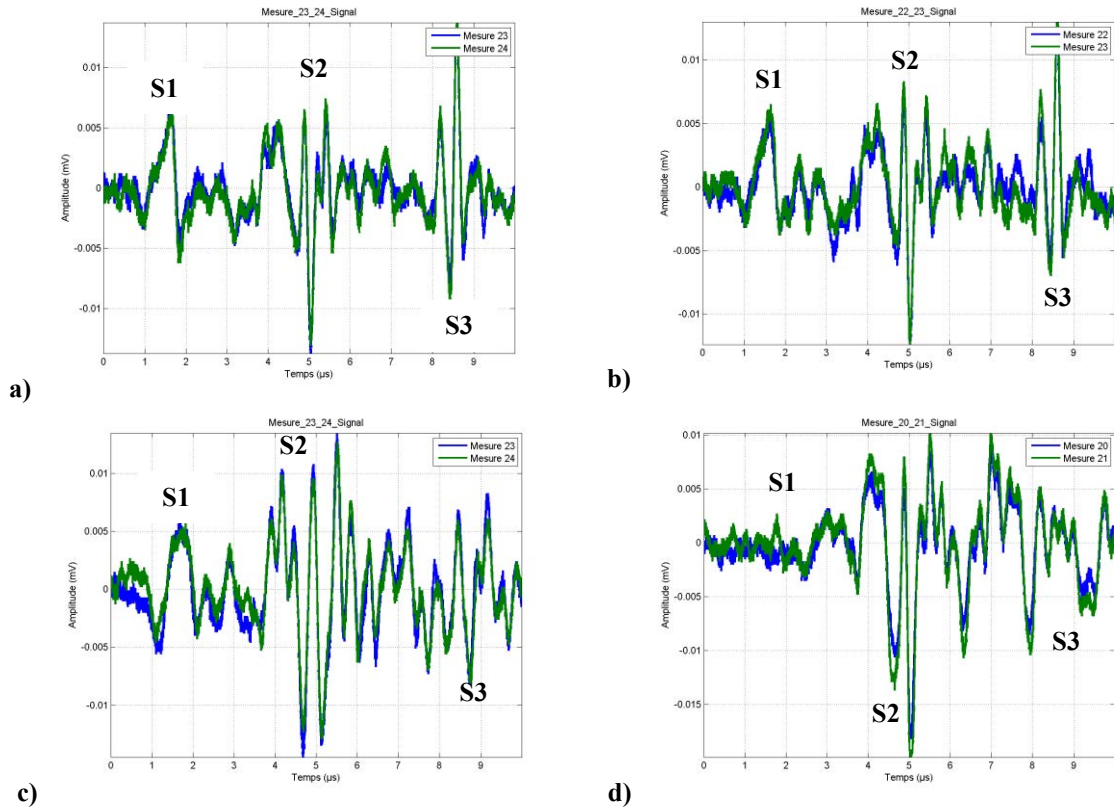 Mesure_23_24_Signal
Mesure 23
Mesure 24
S1
S2
S3
0.01
0.005
0
-0.005
-0.01
Amplitude (mV)
0 1 2 3 4 5 6 7 8 9
Temps (µs)
a)
Mesure_22_23_Signal
Mesure 22
Mesure 23
S1
S2
S3
0.01
0.005
0
-0.005
-0.01
Amplitude (mV)
0 1 2 3 4 5 6 7 8 9
Temps (µs)
b)
Mesure_23_24_Signal
Mesure 23
Mesure 24
S1
S2
S3
0.01
0.005
0
-0.005
-0.01
Amplitude (mV)
0 1 2 3 4 5 6 7 8 9
Temps (µs)
c)
Mesure_20_21_Signal
Mesure 20
Mesure 21
S1
S2
S3
0.01
0.005
0
-0.005
-0.01
-0.015
Amplitude (mV)
0 1 2 3 4 5 6 7 8 9
Temps (µs)
d)